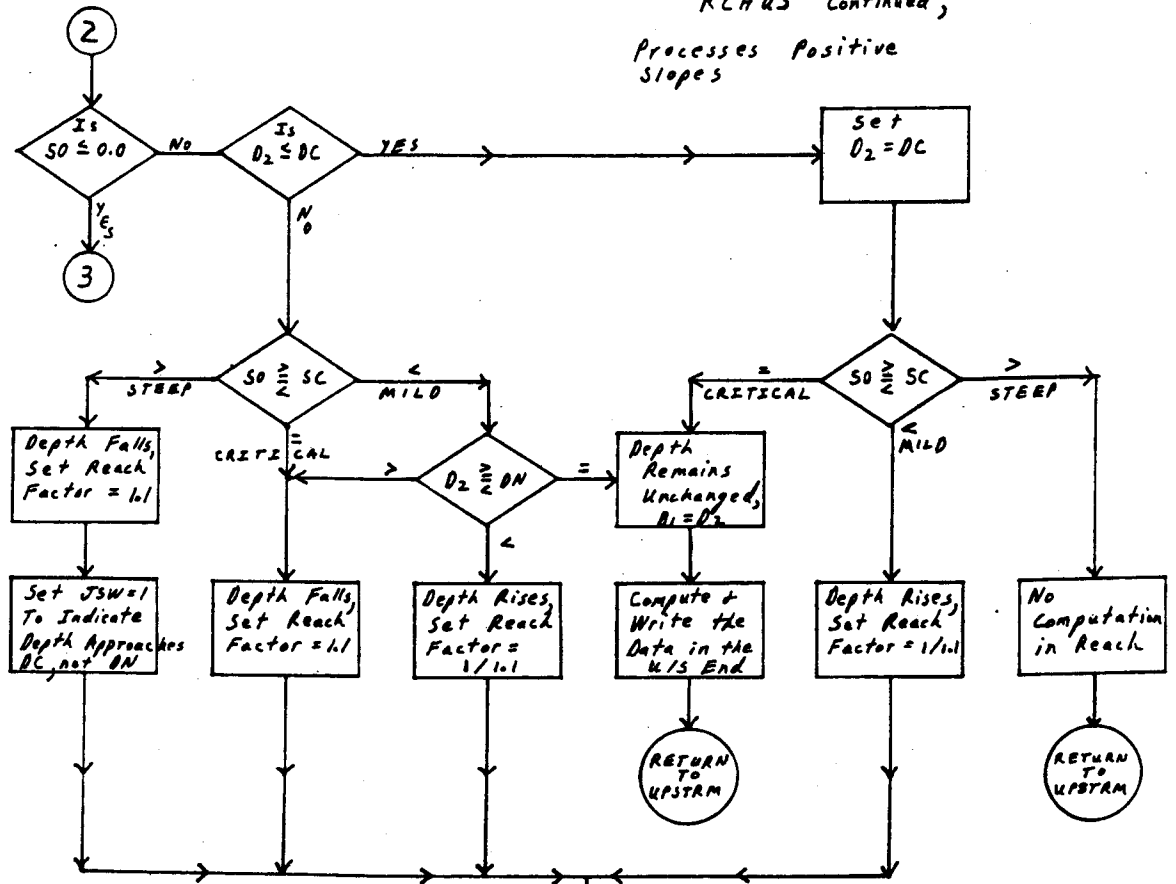 RCHUS Continued,
Processes Positive
Slopes
2
Is
SO ≤ 0.0
NO
YES
3
Is
D2 ≤ DC
YES
NO
Set
D2 = DC
SO ⋛ SC
>
STEEP
<
MILD
=
CRITICAL
D2 ⋛ DN
>
=
<
SO ⋛ SC
=
CRITICAL
>
STEEP
<
MILD
Depth Falls,
Set Reach
Factor = 1.1
Set JSW=1
To Indicate
Depth Approaches
DC, not DN
Depth Falls,
Set Reach
Factor = 1.1
Depth Rises,
Set Reach
Factor =
1/1.1
Depth
Remains
Unchanged,
D1 = D2
Compute +
Write the
Data in the
U/S End
RETURN
TO
UPSTRM
Depth Rises,
Set Reach
Factor = 1/1.1
No
Computation
in Reach
RETURN
TO
UPSTRM